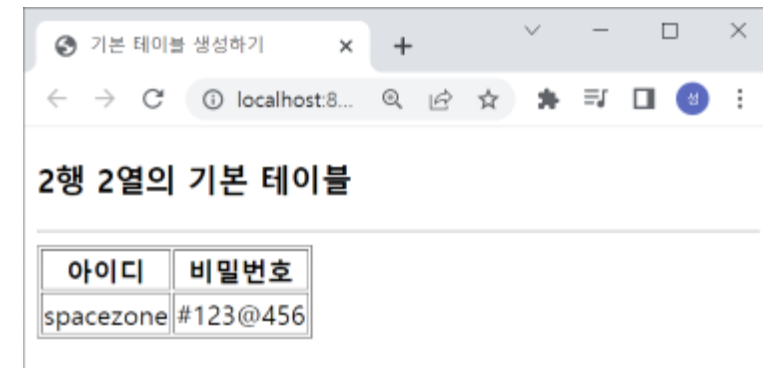 기본 테이블 생성하기
localhost:8...
성
2행 2열의 기본 테이블
아이디 비밀번호
spacezone #123@456